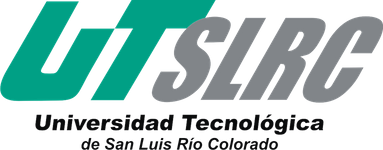 UTSLRC
Universidad Tecnológica
de San Luis Río Colorado